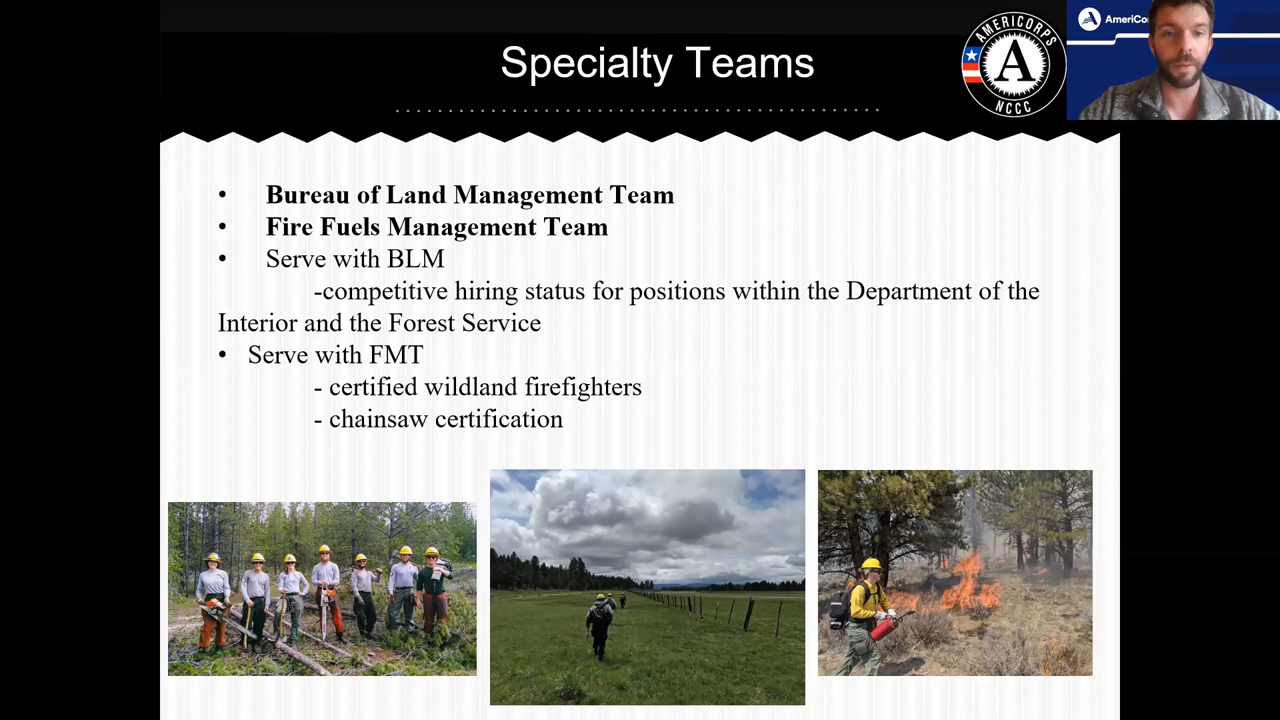 Specialty Teams
AMERICORPS
A
NCCC
• Bureau of Land Management Team
• Fire Fuels Management Team
• Serve with BLM
-competitive hiring status for positions within the Department of the
Interior and the Forest Service
• Serve with FMT
- certified wildland firefighters
- chainsaw certification